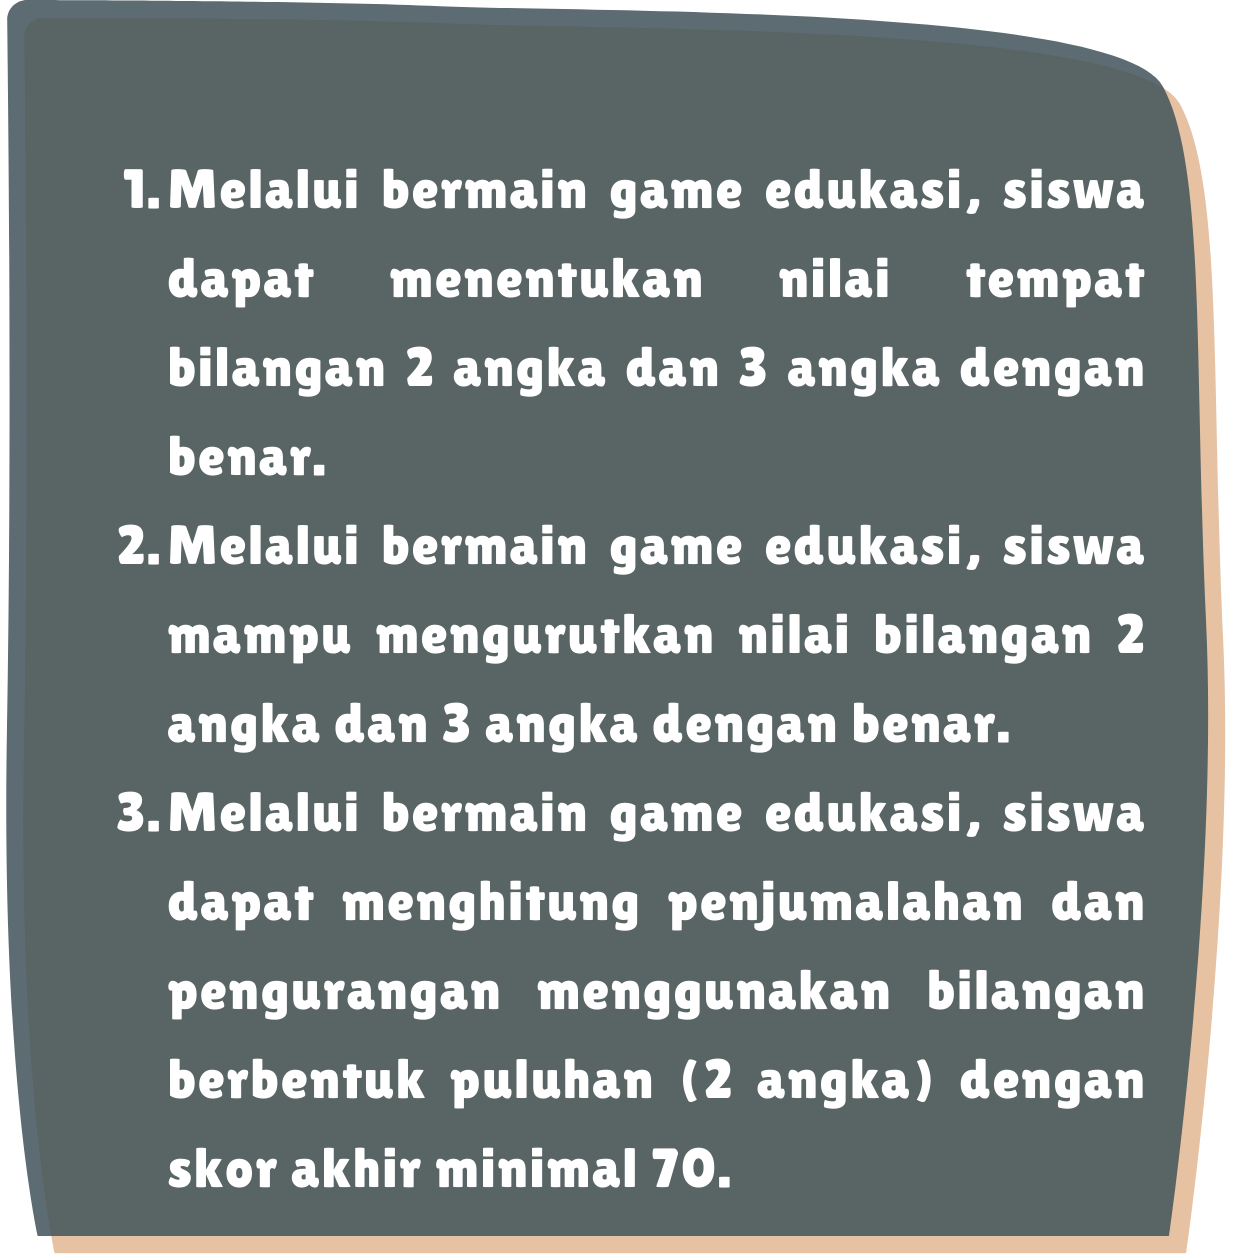 1. Melalui bermain game edukasi, siswa
dapat menentukan nilai tempat
bilangan 2 angka dan 3 angka dengan
benar.
2. Melalui bermain game edukasi, siswa
mampu mengurutkan nilai bilangan 2
angka dan 3 angka dengan benar.
3. Melalui bermain game edukasi, siswa
dapat menghitung penjumalahan dan
pengurangan menggunakan bilangan
berbentuk puluhan (2 angka) dengan
skor akhir minimal 70.